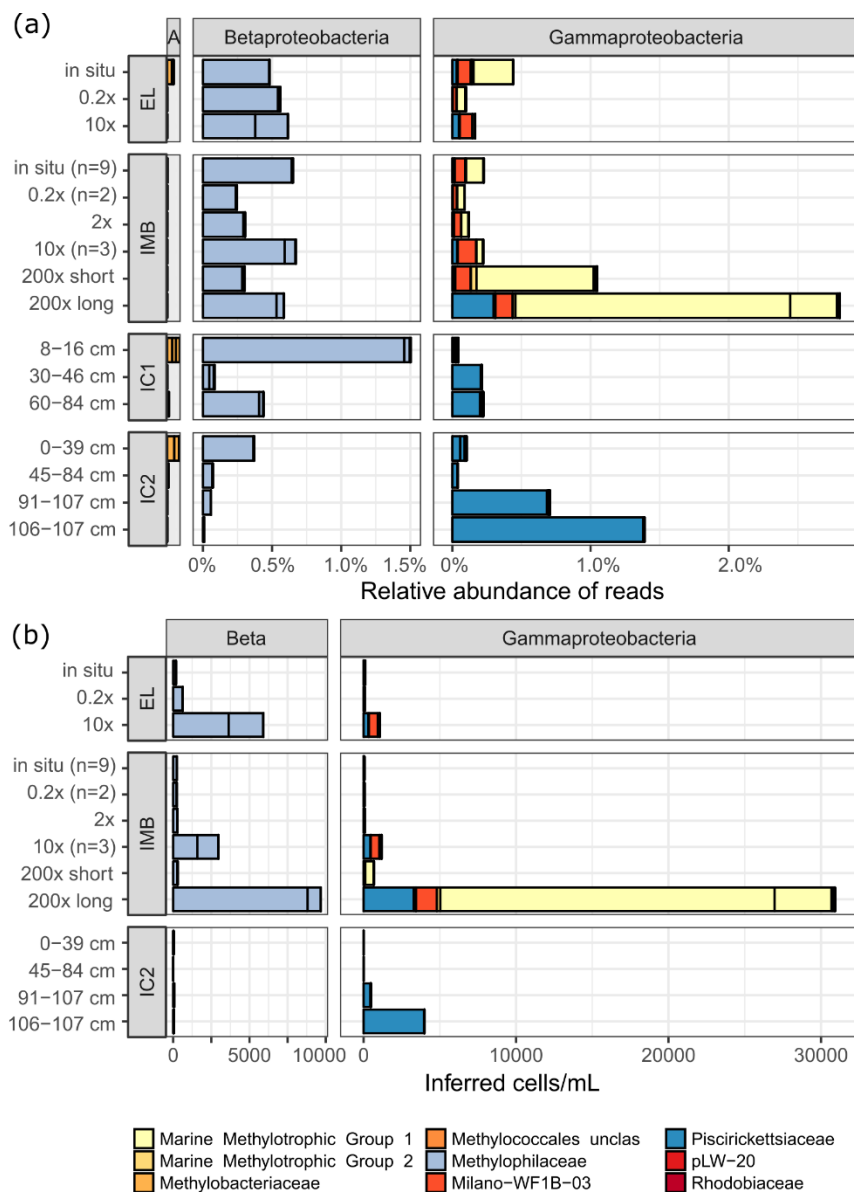 (a)
A
Betaproteobacteria
Gammaproteobacteria
EL
in situ
0.2x
10x
IMB
in situ (n=9)
0.2x (n=2)
2x
10x (n=3)
200x short
200x long
IC1
8−16 cm
30−46 cm
60−84 cm
IC2
0−39 cm
45−84 cm
91−107 cm
106−107 cm
0% 0.5% 1.0% 1.5% 0% 1.0% 2.0%
Relative abundance of reads
(b)
Beta
Gammaproteobacteria
EL
in situ
0.2x
10x
IMB
in situ (n=9)
0.2x (n=2)
2x
10x (n=3)
200x short
200x long
IC2
0−39 cm
45−84 cm
91−107 cm
106−107 cm
0 5000 10000 0 10000 20000 30000
Inferred cells/mL
Marine Methylotrophic Group 1 Methylococcales unclas Piscirickettsiaceae
Marine Methylotrophic Group 2 Methylophilaceae pLW−20
Methylobacteriaceae Milano−WF1B−03 Rhodobiaceae